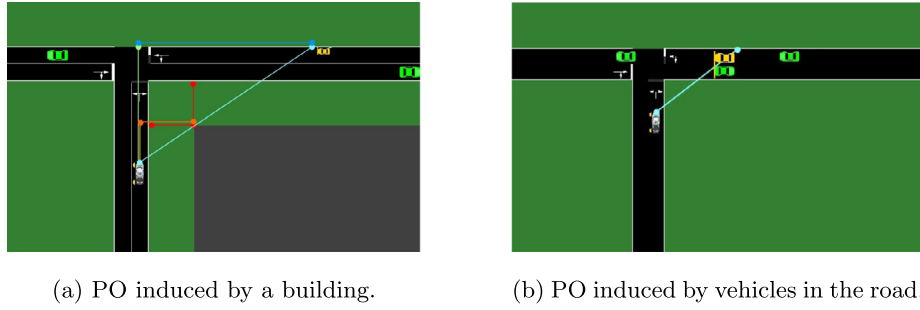 (a) PO induced by a building.
(b) PO induced by vehicles in the road